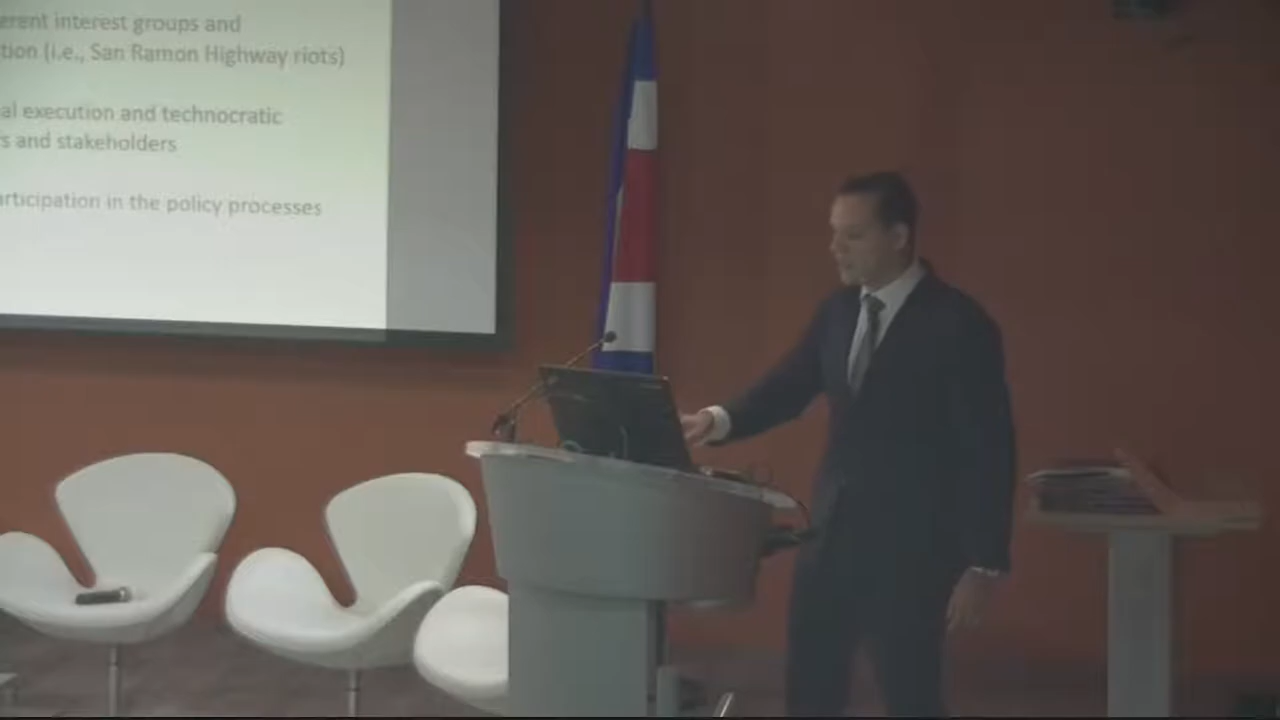 erent interest groups and
tion (i.e., San Ramon Highway riots)
al execution and technocratic
s and stakeholders
articipation in the policy processes